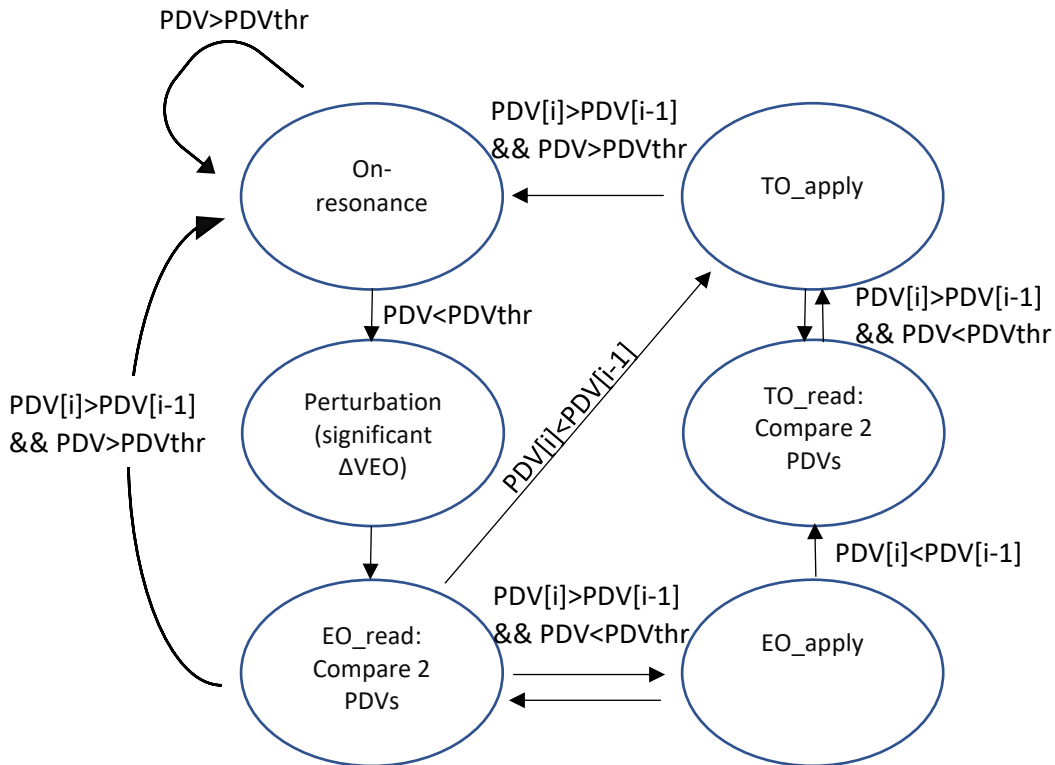 PDV>PDVthr
On-
resonance
PDV[i]>PDV[i-1]
&& PDV>PDVthr
TO_apply
PDV<PDVthr
PDV[i]>PDV[i-1]
&& PDV<PDVthr
PDV[i]>PDV[i-1]
&& PDV>PDVthr
Perturbation
(significant
ΔVEO)
PDV[i]<PDV[i-1]
TO_read:
Compare 2
PDVs
PDV[i]<PDV[i-1]
EO_read:
Compare 2
PDVs
PDV[i]>PDV[i-1]
&& PDV<PDVthr
EO_apply